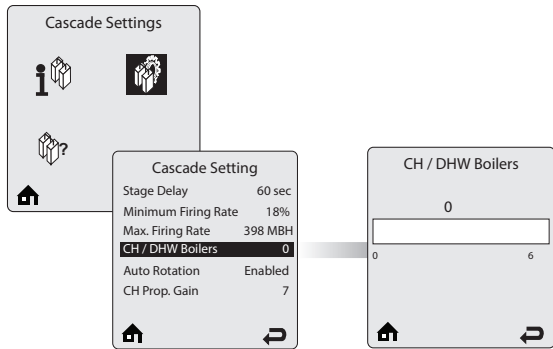 Cascade Settings
i
?
Cascade Setting
Stage Delay 60 sec
Minimum Firing Rate 18%
Max. Firing Rate 398 MBH
CH / DHW Boilers 0
Auto Rotation Enabled
CH Prop. Gain 7
CH / DHW Boilers
0
0 6